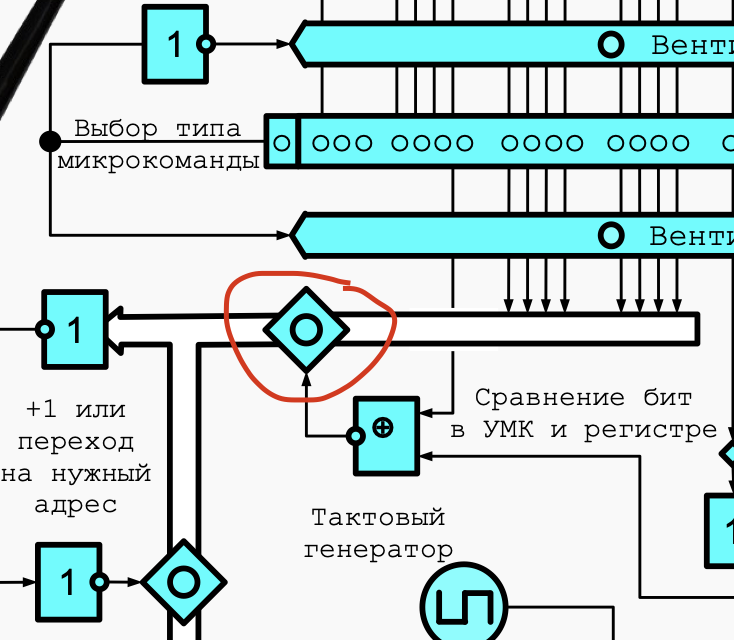 1
Венти
Выбор типа
микрокоманды
Венти
1
+1 или
переход
на нужный
адрес
Сравнение бит
в УМК и регистре
Тактовый
генератор
1
1